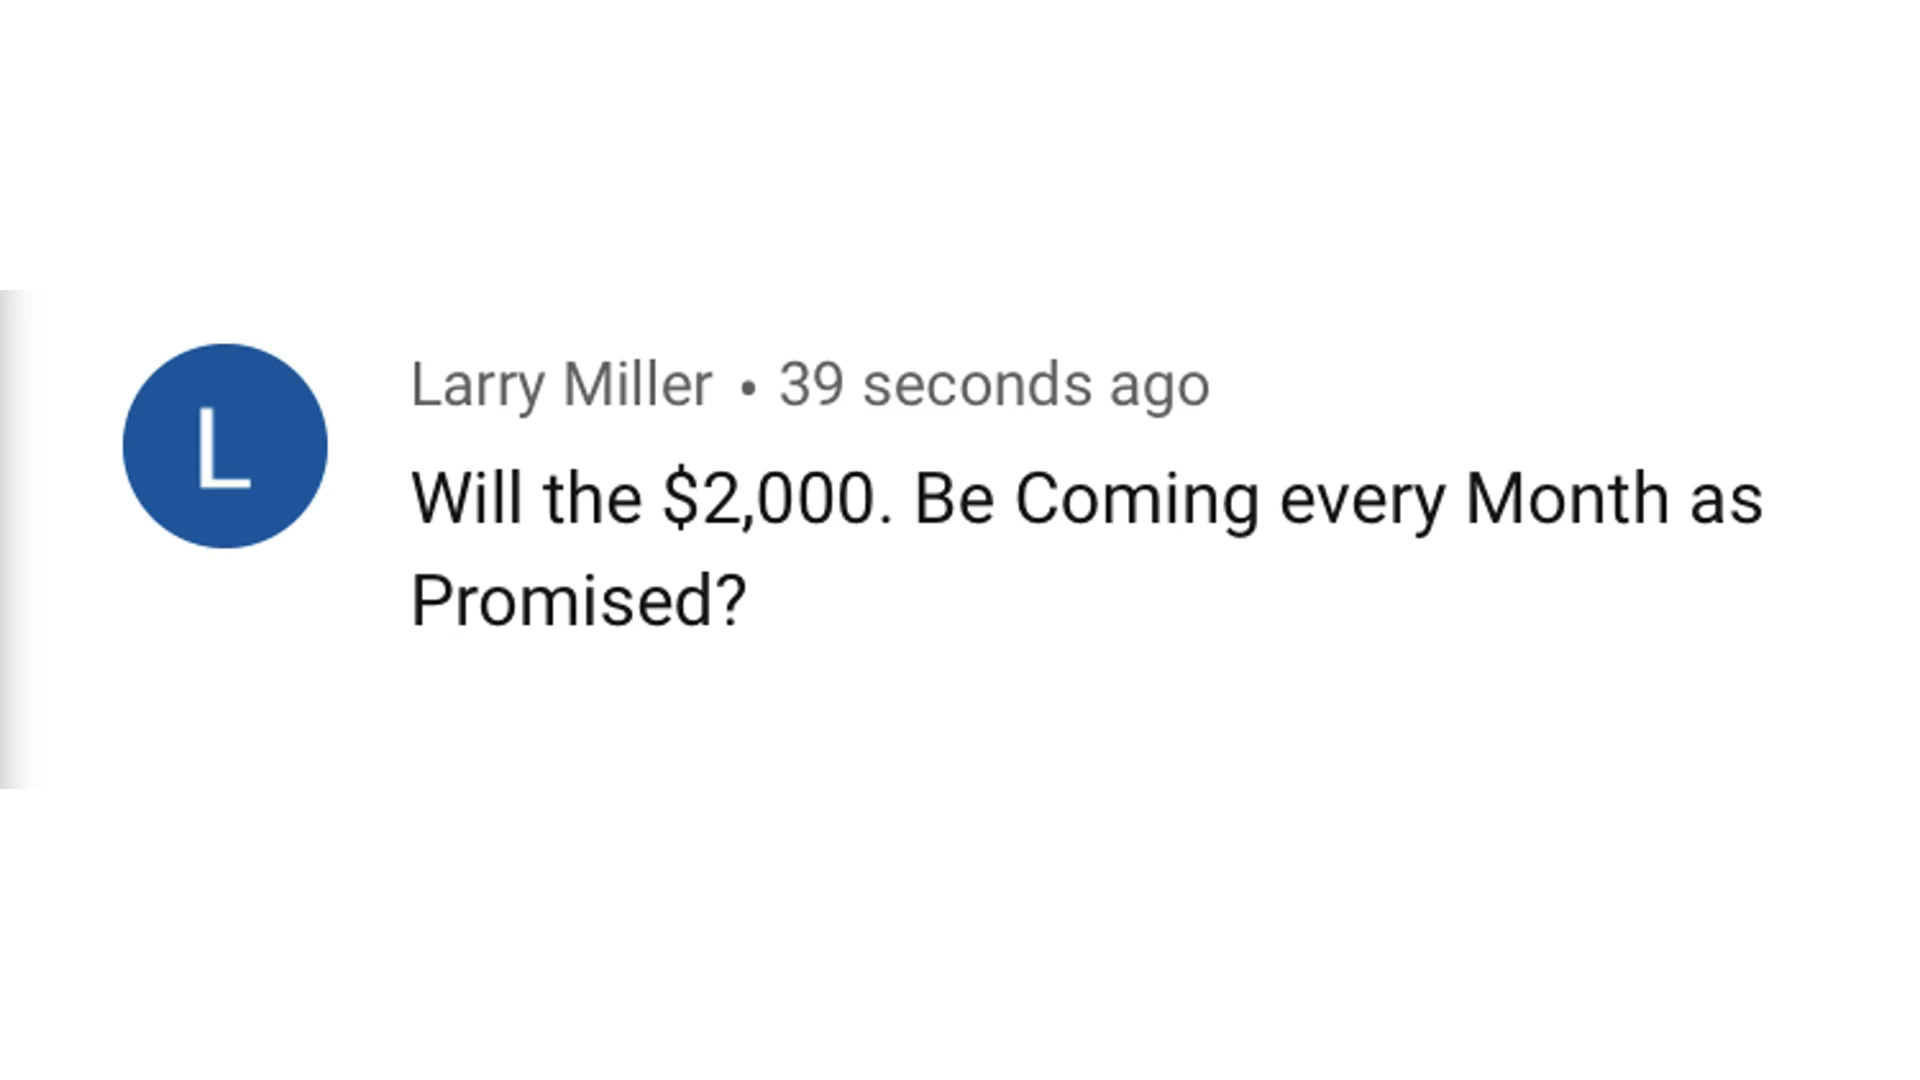 L
Larry Miller • 39 seconds ago
Will the $2,000. Be Coming every Month as
Promised?